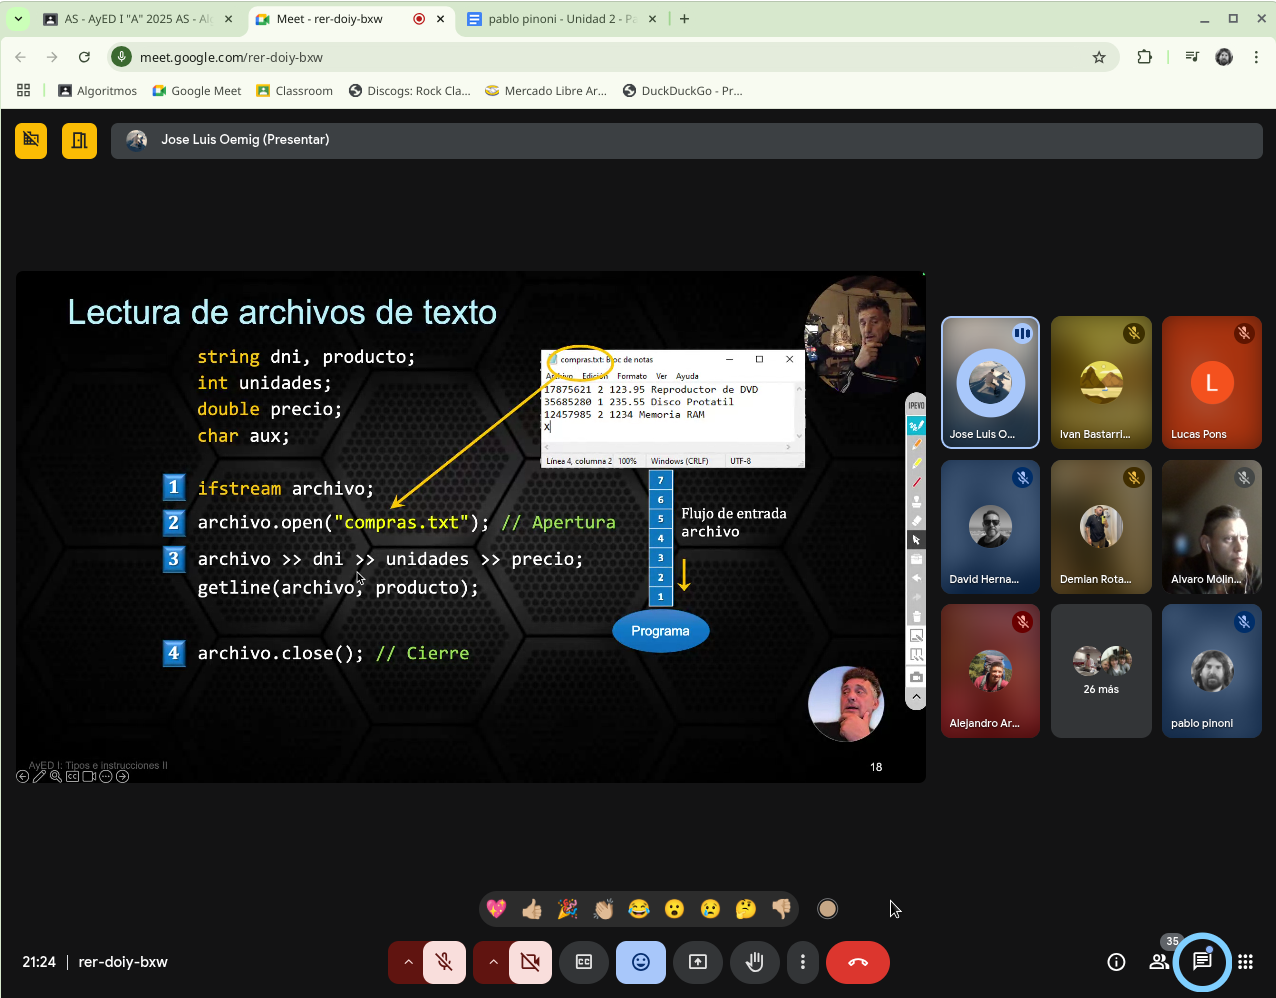 AS - AyED I "A" 2025 AS - Al
Meet - rer-doiy-bxw
pablo pinoni - Unidad 2 - P
meet.google.com/rer-doiy-bxw
Algoritmos
Google Meet
Classroom
Discogs: Rock Cla...
Mercado Libre Ar...
DuckDuckGo - Pr...
Jose Luis Oemig (Presentar)
Lectura de archivos de texto
string dni, producto;
int unidades;
double precio;
char aux;
1 ifstream archivo;
2 archivo.open("compras.txt"); // Apertura
3 archivo >> dni >> unidades >> precio;
getline(archivo, producto);
4 archivo.close(); // Cierre
compras.txt: Bloc de notas
Archivo Edición Formato Ver Ayuda
17875621 2 123.95 Reproductor de DVD
35685280 1 235.55 Disco Protatil
12457985 2 1234 Memoria RAM
X
Línea 4, columna 2 100% Windows (CRLF) UTF-8
7
6
5
4
3
2
1
Flujo de entrada
archivo
Programa
IPEVO
AyED I: Tipos e instrucciones II
18
Jose Luis O...
Ivan Bastarri...
L
Lucas Pons
David Herna...
Demian Rota...
Alvaro Molin...
Alejandro Ar...
26 más
pablo pinoni
21:24 | rer-doiy-bxw
CC
35